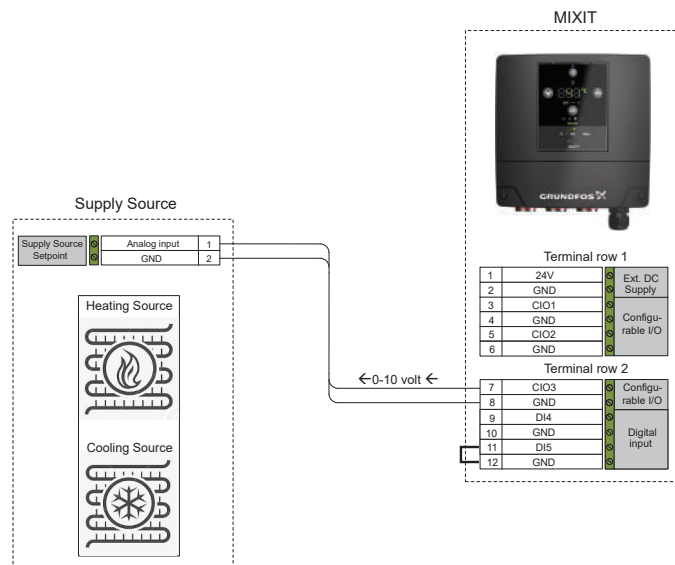 MIXIT
GRUNDFOS
Supply Source
Supply Source Setpoint
Analog input 1
GND 2
Heating Source
Cooling Source
←0-10 volt ←
Terminal row 1
1 24V
2 GND
Ext. DC Supply
3 CIO1
4 GND
5 CIO2
6 GND
Configu-
rable I/O
Terminal row 2
7 CIO3
8 GND
Configu-
rable I/O
9 DI4
10 GND
11 DI5
12 GND
Digital
input